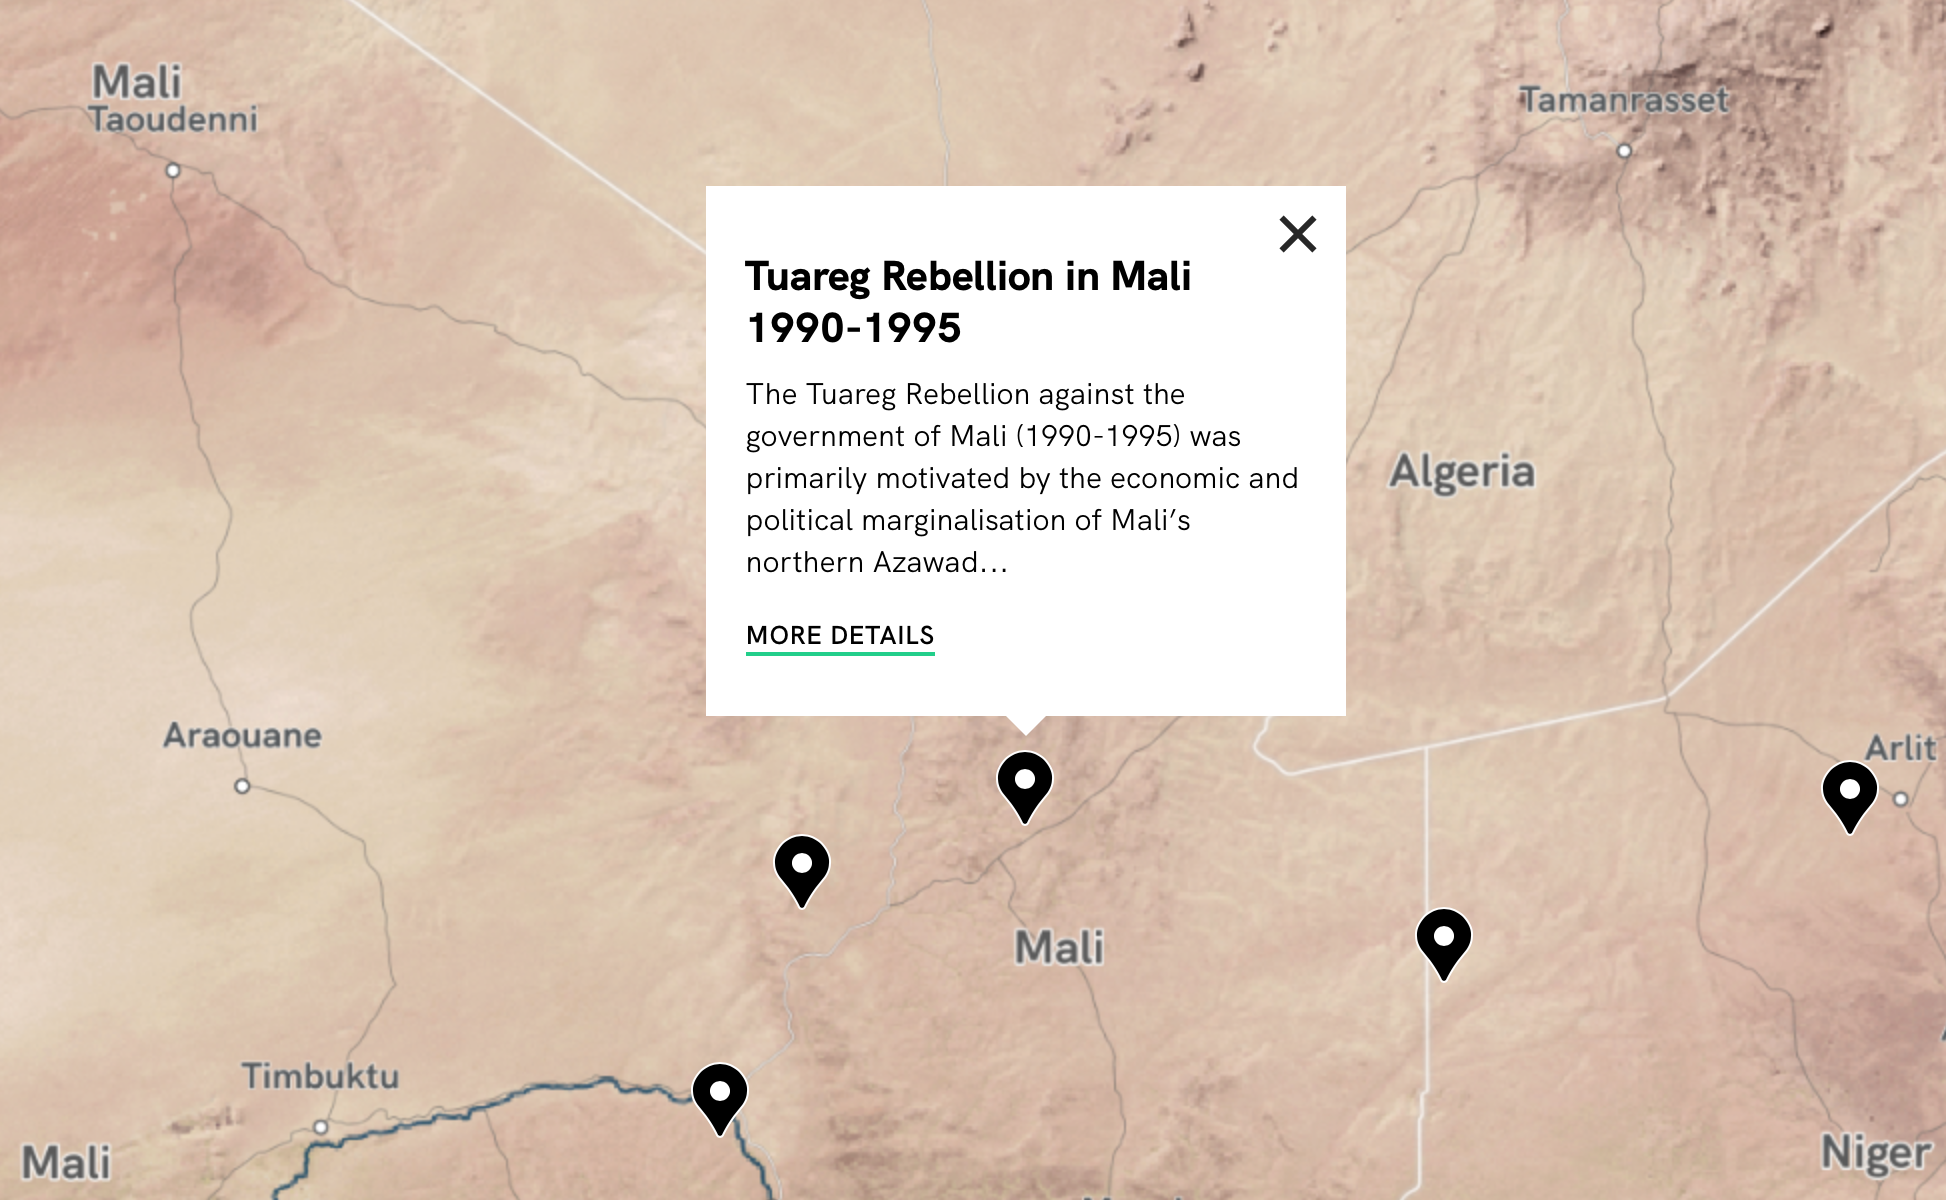 Mali
Taoudenni
Tamanrasset
Tuareg Rebellion in Mali
1990-1995
The Tuareg Rebellion against the
government of Mali (1990-1995) was
primarily motivated by the economic and
political marginalisation of Mali’s
northern Azawad...
MORE DETAILS
Algeria
Araouane
Arlit
Mali
Timbuktu
Mali
Niger